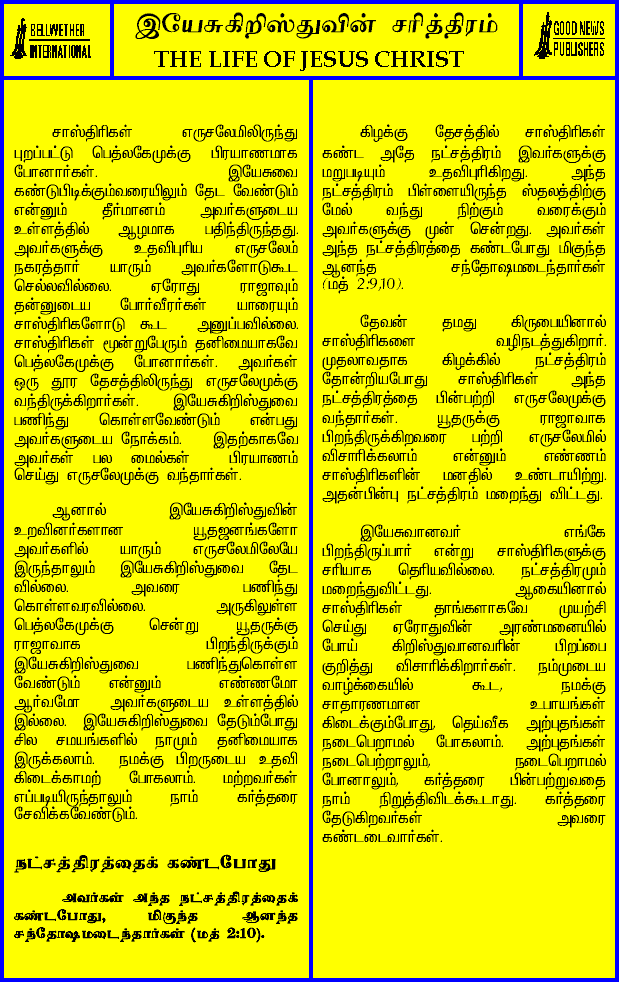 BELLWETHER
INTERNATIONAL
இயேசுகிறிஸ்துவின் சரித்திரம்
THE LIFE OF JESUS CHRIST
GOOD NEWS
PUBLISHERS
சாஸ்திரிகள் எருசலேமிலிருந்து
புறப்பட்டு பெத்லகேமுக்கு பிரயாணமாக
போனார்கள். இயேசுவை
கண்டுபிடிக்கும்வரையிலும் தேட வேண்டும்
என்னும் தீர்மானம் அவர்களுடைய
உள்ளத்தில் ஆழமாக பதிந்திருந்தது.
அவர்களுக்கு உதவிபுரிய எருசலேம்
நகரத்தார் யாரும் அவர்களோடுகூட
செல்லவில்லை. ஏரோது ராஜாவும்
தன்னுடைய போர்வீரர்கள் யாரையும்
சாஸ்திரிகளோடு கூட அனுப்பவில்லை.
சாஸ்திரிகள் மூன்றுபேரும் தனிமையாகவே
பெத்லகேமுக்கு போனார்கள். அவர்கள்
ஒரு தூர தேசத்திலிருந்து எருசலேமுக்கு
வந்திருக்கிறார்கள். இயேசுகிறிஸ்துவை
பணிந்து கொள்ளவேண்டும் என்பது
அவர்களுடைய நோக்கம். இதற்காகவே
அவர்கள் பல மைல்கள் பிரயாணம்
செய்து எருசலேமுக்கு வந்தார்கள்.
ஆனால் இயேசுகிறிஸ்துவின்
உறவினர்களான யூதஜனங்களோ
அவர்களில் யாரும் எருசலேமிலேயே
இருந்தாலும் இயேசுகிறிஸ்துவை தேட
வில்லை. அவரை பணிந்து
கொள்ளவரவில்லை. அருகிலுள்ள
பெத்லகேமுக்கு சென்று யூதருக்கு
ராஜாவாக பிறந்திருக்கும்
இயேசுகிறிஸ்துவை பணிந்துகொள்ள
வேண்டும் என்னும் எண்ணமோ
ஆர்வமோ அவர்களுடைய உள்ளத்தில்
இல்லை. இயேசுகிறிஸ்துவை தேடும்போது
சில சமயங்களில் நாமும் தனிமையாக
இருக்கலாம். நமக்கு பிறருடைய உதவி
கிடைக்காமற் போகலாம். மற்றவர்கள்
எப்படியிருந்தாலும் நாம் கர்த்தரை
சேவிக்கவேண்டும்.
நட்சத்திரத்தைக் கண்டபோது
அவர்கள் அந்த நட்சத்திரத்தைக்
கண்டபோது, மிகுந்த ஆனந்த
சந்தோஷமடைந்தார்கள் (மத் 2:10).
கிழக்கு தேசத்தில் சாஸ்திரிகள்
கண்ட அதே நட்சத்திரம் இவர்களுக்கு
மறுபடியும் உதவிபுரிகிறது. அந்த
நட்சத்திரம் பிள்ளையிருந்த ஸ்தலத்திற்கு
மேல் வந்து நிற்கும் வரைக்கும்
அவர்களுக்கு முன் சென்றது. அவர்கள்
அந்த நட்சத்திரத்தை கண்டபோது மிகுந்த
ஆனந்த சந்தோஷமடைந்தார்கள்
(மத் 2:9,10).
தேவன் தமது கிருபையினால்
சாஸ்திரிகளை வழிநடத்துகிறார்.
முதலாவதாக கிழக்கில் நட்சத்திரம்
தோன்றியபோது சாஸ்திரிகள் அந்த
நட்சத்திரத்தை பின்பற்றி எருசலேமுக்கு
வந்தார்கள். யூதருக்கு ராஜாவாக
பிறந்திருக்கிறவரை பற்றி எருசலேமில்
விசாரிக்கலாம் என்னும் எண்ணம்
சாஸ்திரிகளின் மனதில் உண்டாயிற்று.
அதன்பின்பு நட்சத்திரம் மறைந்து விட்டது.
இயேசுவானவர் எங்கே
பிறந்திருப்பார் என்று சாஸ்திரிகளுக்கு
சரியாக தெரியவில்லை. நட்சத்திரமும்
மறைந்துவிட்டது. ஆகையினால்
சாஸ்திரிகள் தாங்களாகவே முயற்சி
செய்து ஏரோதுவின் அரண்மனையில்
போய் கிறிஸ்துவானவரின் பிறப்பை
குறித்து விசாரிக்கிறார்கள். நம்முடைய
வாழ்க்கையில் கூட, நமக்கு
சாதாரணமான உபாயங்கள்
கிடைக்கும்போது, தெய்வீக அற்புதங்கள்
நடைபெறாமல் போகலாம். அற்புதங்கள்
நடைபெற்றாலும், நடைபெறாமல்
போனாலும், கர்த்தரை பின்பற்றுவதை
நாம் நிறுத்திவிடக்கூடாது. கர்த்தரை
தேடுகிறவர்கள் அவரை
கண்டடைவார்கள்.